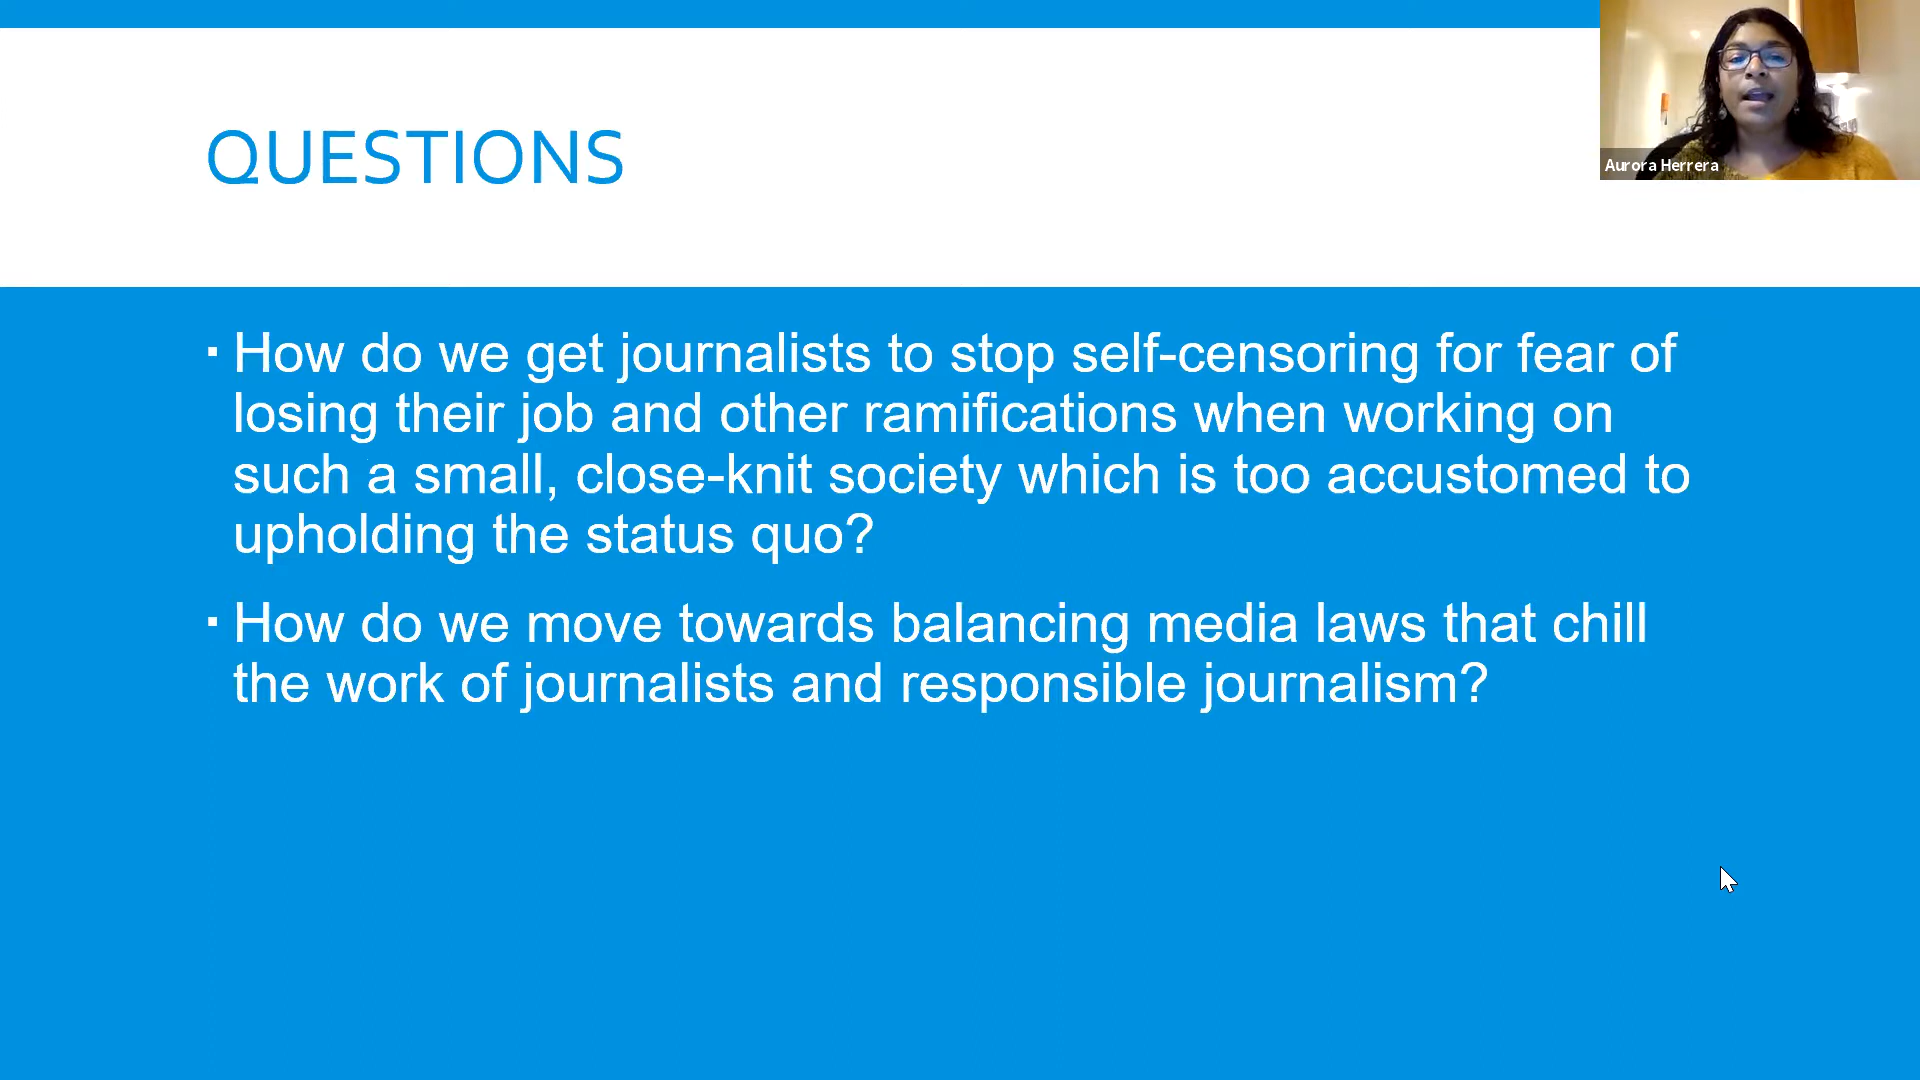 QUESTIONS
Aurora Herrera
▪ How do we get journalists to stop self-censoring for fear of
losing their job and other ramifications when working on
such a small, close-knit society which is too accustomed to
upholding the status quo?
▪ How do we move towards balancing media laws that chill
the work of journalists and responsible journalism?